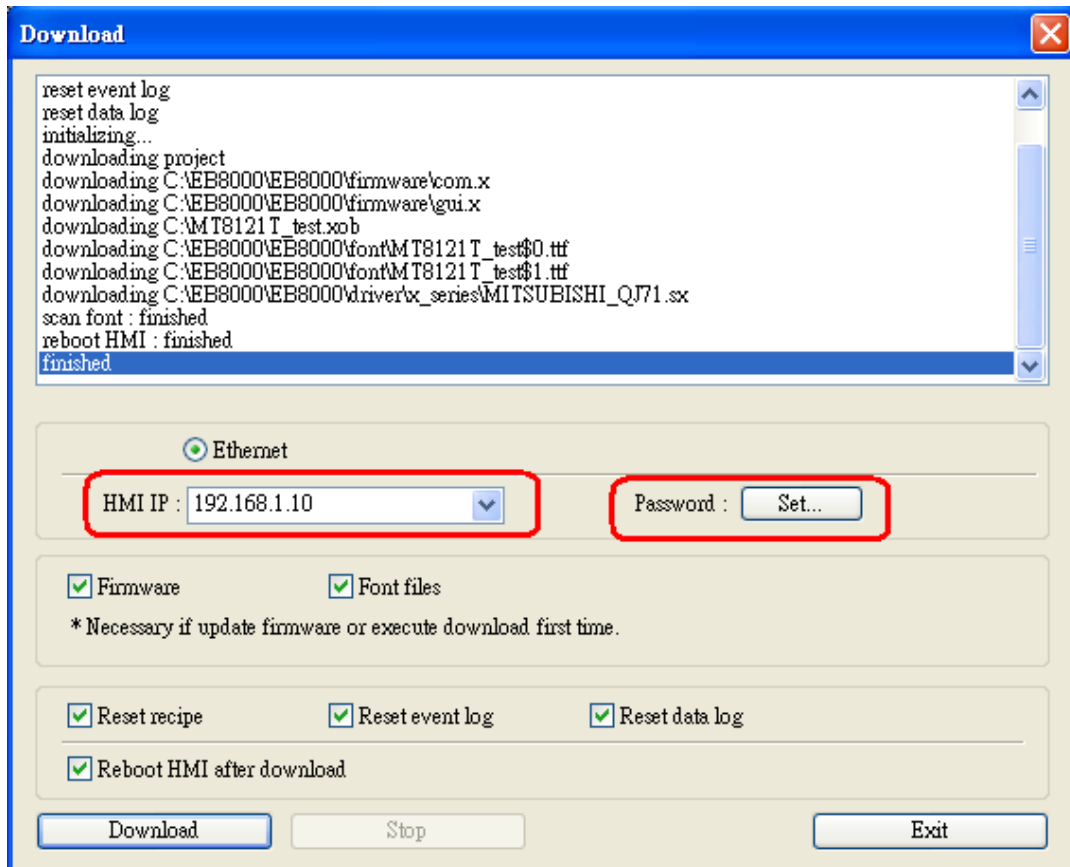 Download
reset event log
reset data log
initializing...
downloading project
downloading C:\EB8000\EB8000\firmware\com.x
downloading C:\EB8000\EB8000\firmware\gui.x
downloading C:\MT8121T_test.xob
downloading C:\EB8000\EB8000\font\MT8121T_test$0.ttf
downloading C:\EB8000\EB8000\font\MT8121T_test$1.ttf
downloading C:\EB8000\EB8000\driver\x_series\MITSUBISHI_QJ71.sx
scan font : finished
reboot HMI : finished
finished
Ethernet
HMI IP : 192.168.1.10 Password : Set...
Firmware Font files
* Necessary if update firmware or execute download first time.
Reset recipe Reset event log Reset data log
Reboot HMI after download
Download Stop Exit